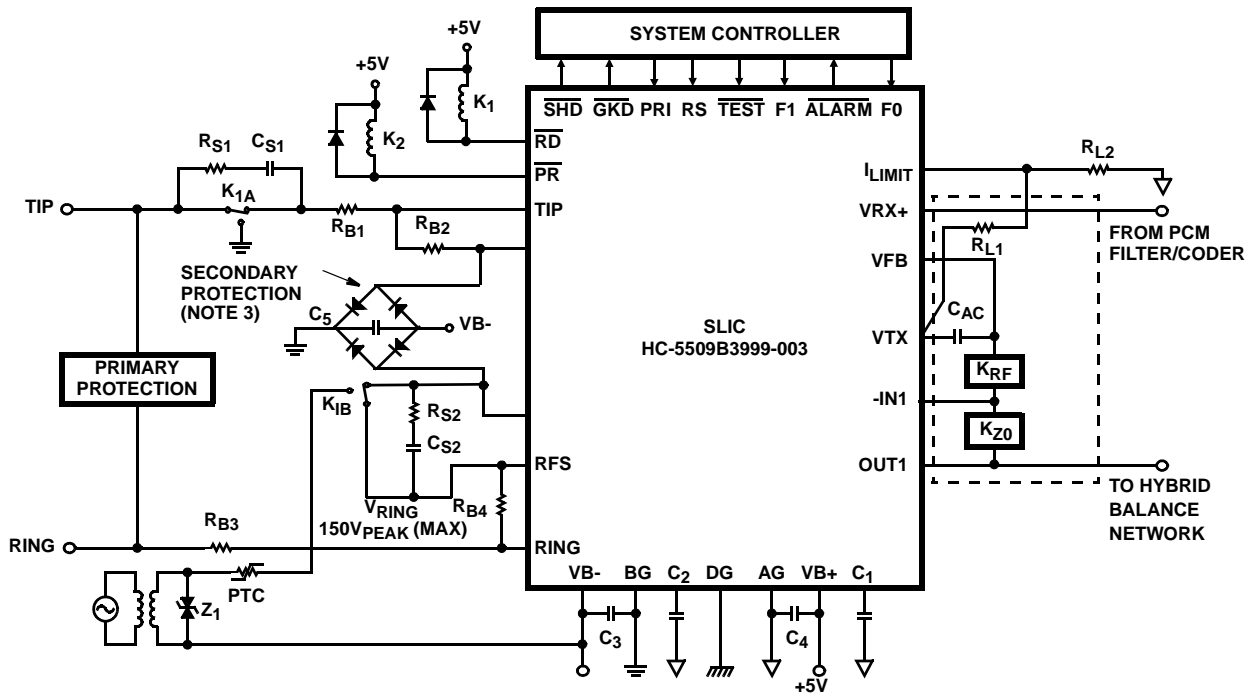 SYSTEM CONTROLLER
+5V
+5V
K1
K2
SHD GKD PRI RS TEST F1 ALARM F0
RD
PR
RS1
CS1
K1A
TIP
TIP
RB1
RB2
ILIMIT
RL2
VRX+
FROM PCM
FILTER/CODER
RL1
VFB
CAC
VTX
KRF
-IN1
KZ0
OUT1
TO HYBRID
BALANCE
NETWORK
SECONDARY
PROTECTION
(NOTE 3)
C5
VB-
SLIC
HC-5509B3999-003
PRIMARY
PROTECTION
KIB
RS2
CS2
RFS
VRING
150VPEAK (MAX)
RB4
RB3
RING
RING
PTC
Z1
VB- BG C2 DG AG VB+ C1
C3
C4
+5V